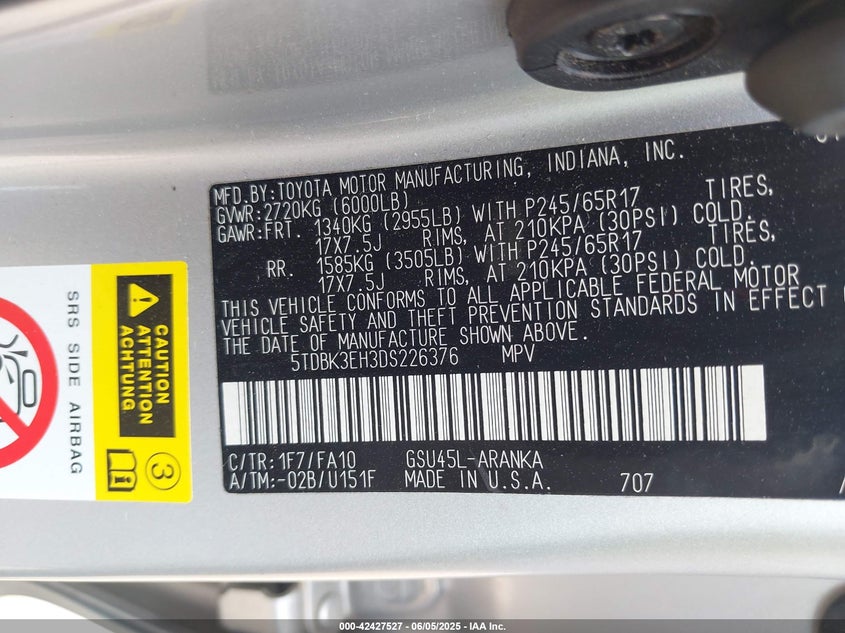 MFD.BY:TOYOTA MOTOR MANUFACTURING, INDIANA, INC.
GVWR:2720KG (6000LB)
GAWR:FRT. 1340KG (2955LB) WITH P245/65R17 TIRES,
17X7.5J RIMS, AT 210KPA (30PSI) COLD.
RR. 1585KG (3505LB) WITH P245/65R17 TIRES,
17X7.5J RIMS, AT 210KPA (30PSI) COLD.
THIS VEHICLE CONFORMS TO ALL APPLICABLE FEDERAL MOTOR
VEHICLE SAFETY AND THEFT PREVENTION STANDARDS IN EFFECT
THE DATE OF MANUFACTURE SHOWN ABOVE.
5TDBK3EH3DS226376 MPV
C/TR:1F7/FA10 GSU45L-ARANKA
A/TM:-02B/U151F MADE IN U.S.A. 707
CAUTION
ATTENTION
ACHTUNG
3
SRS SIDE AIRBAG
000-42427527 - 06/05/2025 - IAA Inc.